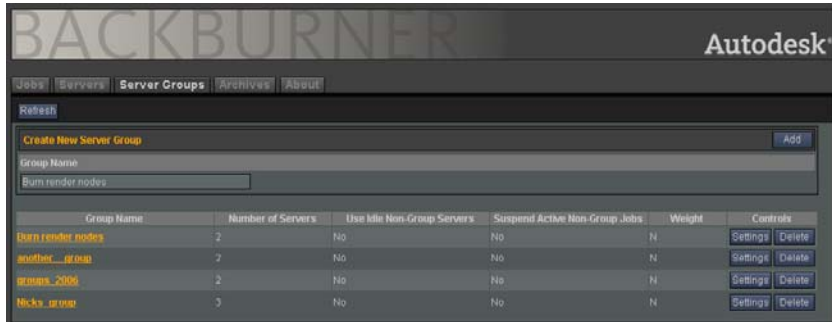 BACKBURNER
Autodesk®
Jobs Servers Server Groups Archives About
Refresh
Create New Server Group Add
Group Name
Burn render nodes
Group Name Number of Servers Use Idle Non-Group Servers Suspend Active Non-Group Jobs Weight Controls
Burn render nodes 2 No No N Settings Delete
another__group 2 No No N Settings Delete
groups_2006 2 No No N Settings Delete
Nicks_group 3 No No N Settings Delete